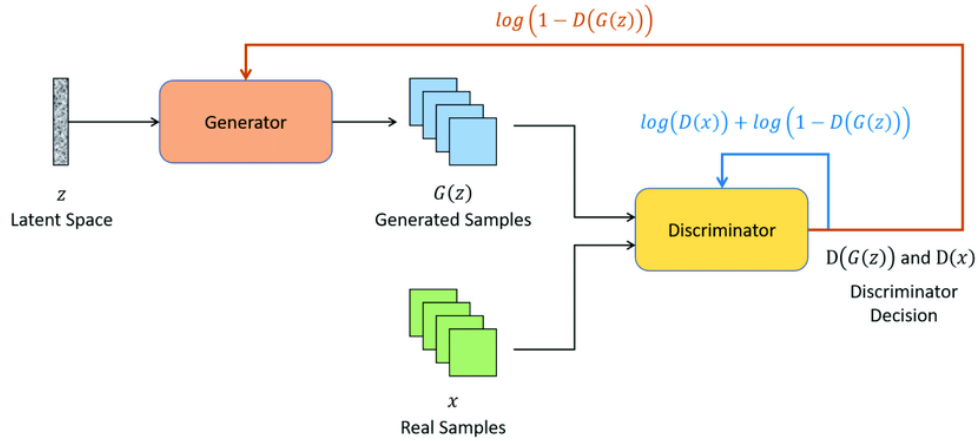 log(1 − D(G(z)))
Generator
log(D(x)) + log(1 − D(G(z)))
z
Latent Space
G(z)
Generated Samples
Discriminator
D(G(z)) and D(x)
Discriminator
Decision
x
Real Samples